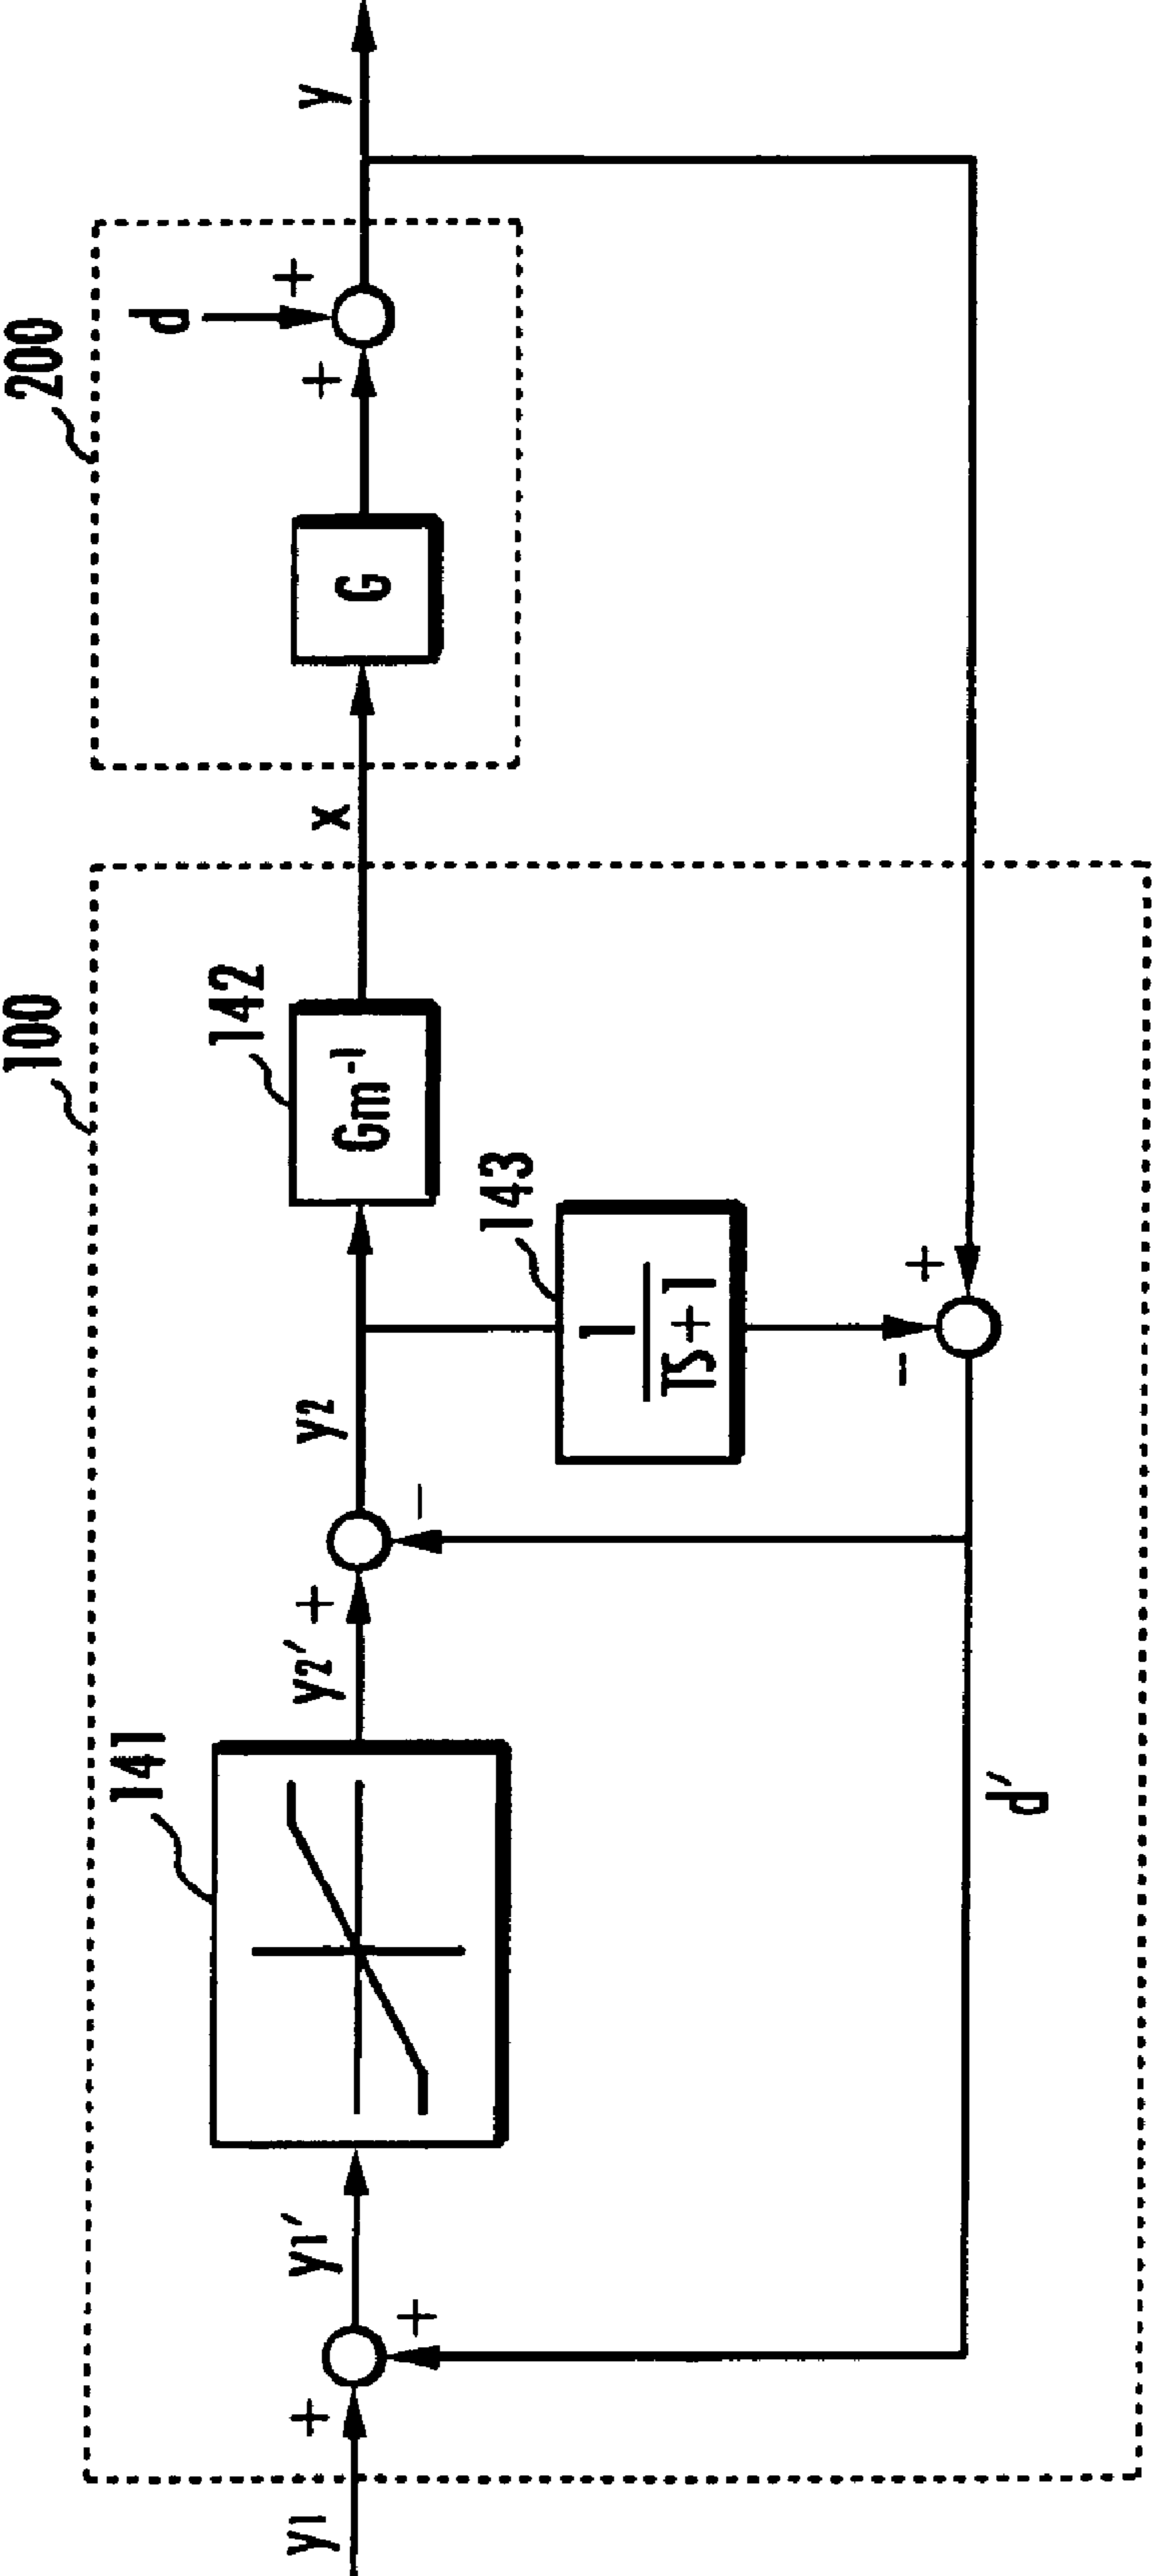 100
200
141
142
143
y1
+
+
y1'
y2'
+
-
y2
Gm⁻¹
x
G
+
+
d
y
1
TS+1
-
+
d'